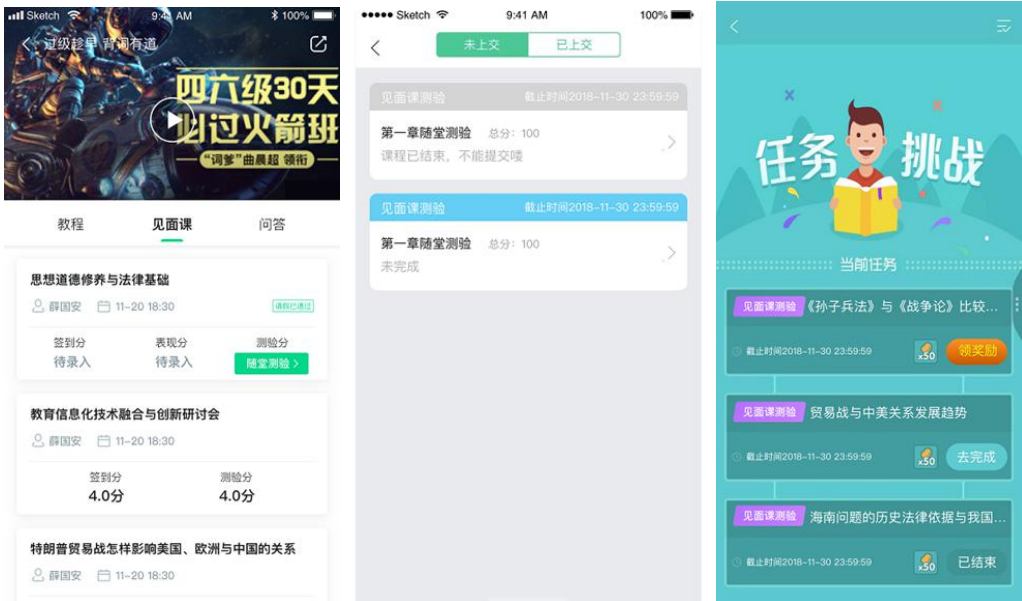 Sketch
9:41 AM
100%
过级趁早 背词有道
四六级30天
必过火箭班
“词爹”曲晨超 领衔
教程
见面课
问答
思想道德修养与法律基础
薛国安
11-20 18:30
请假已通过
签到分
表现分
测验分
待录入
待录入
随堂测验 >
教育信息化技术融合与创新研讨会
薛国安
11-20 18:30
签到分
测验分
4.0分
4.0分
特朗普贸易战怎样影响美国、欧洲与中国的关系
薛国安
11-20 18:30
Sketch
9:41 AM
100%
未上交
已上交
见面课测验
截止时间2018-11-30 23:59:59
第一章随堂测验
总分：100
课程已结束，不能提交喽
见面课测验
截止时间2018-11-30 23:59:59
第一章随堂测验
总分：100
未完成
任务
挑战
当前任务
见面课测验
《孙子兵法》与《战争论》比较...
截止时间2018-11-30 23:59:59
x50
领奖励
见面课测验
贸易战与中美关系发展趋势
截止时间2018-11-30 23:59:59
x50
去完成
见面课测验
海南问题的历史法律依据与我国...
截止时间2018-11-30 23:59:59
x50
已结束